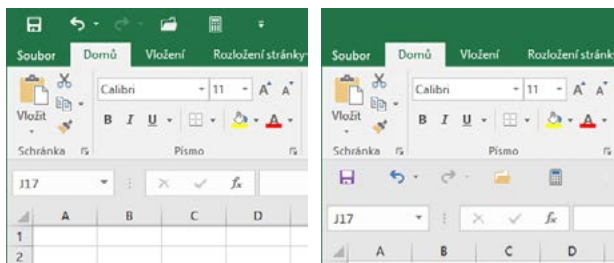 Soubor Domů Vložení Rozložení stránky
Calibri 11 A A
Vložit B I U A
Schránka Písmo
J17 fx
A B C D
1
2
Soubor Domů Vložení Rozložení stránk
Calibri 11 A A
Vložit B I U A
Schránka Písmo
J17 fx
A B C D